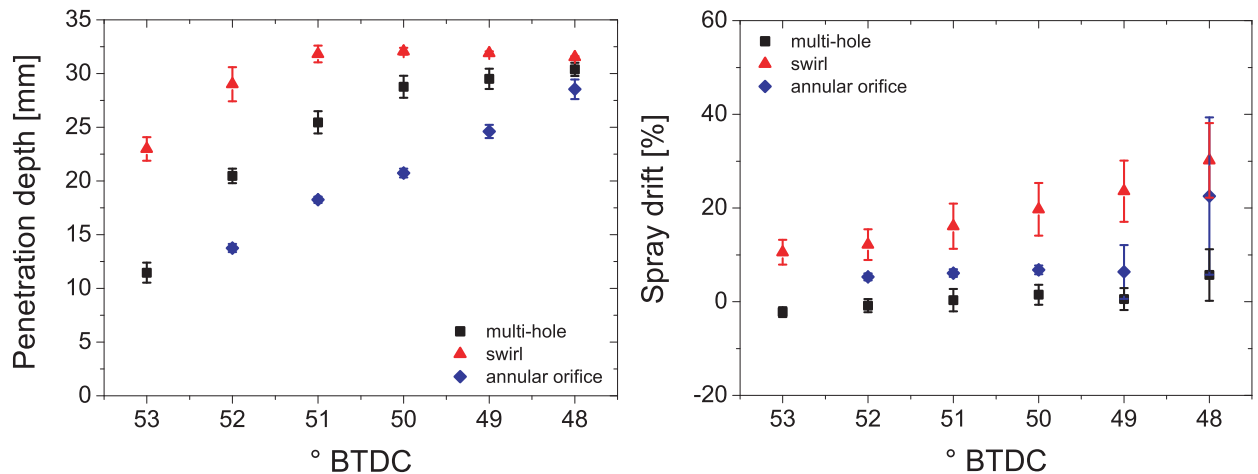 Penetration depth [mm]
35
30
25
20
15
10
5
0
53 52 51 50 49 48
° BTDC
multi-hole
swirl
annular orifice
Spray drift [%]
60
40
20
0
-20
53 52 51 50 49 48
° BTDC
multi-hole
swirl
annular orifice